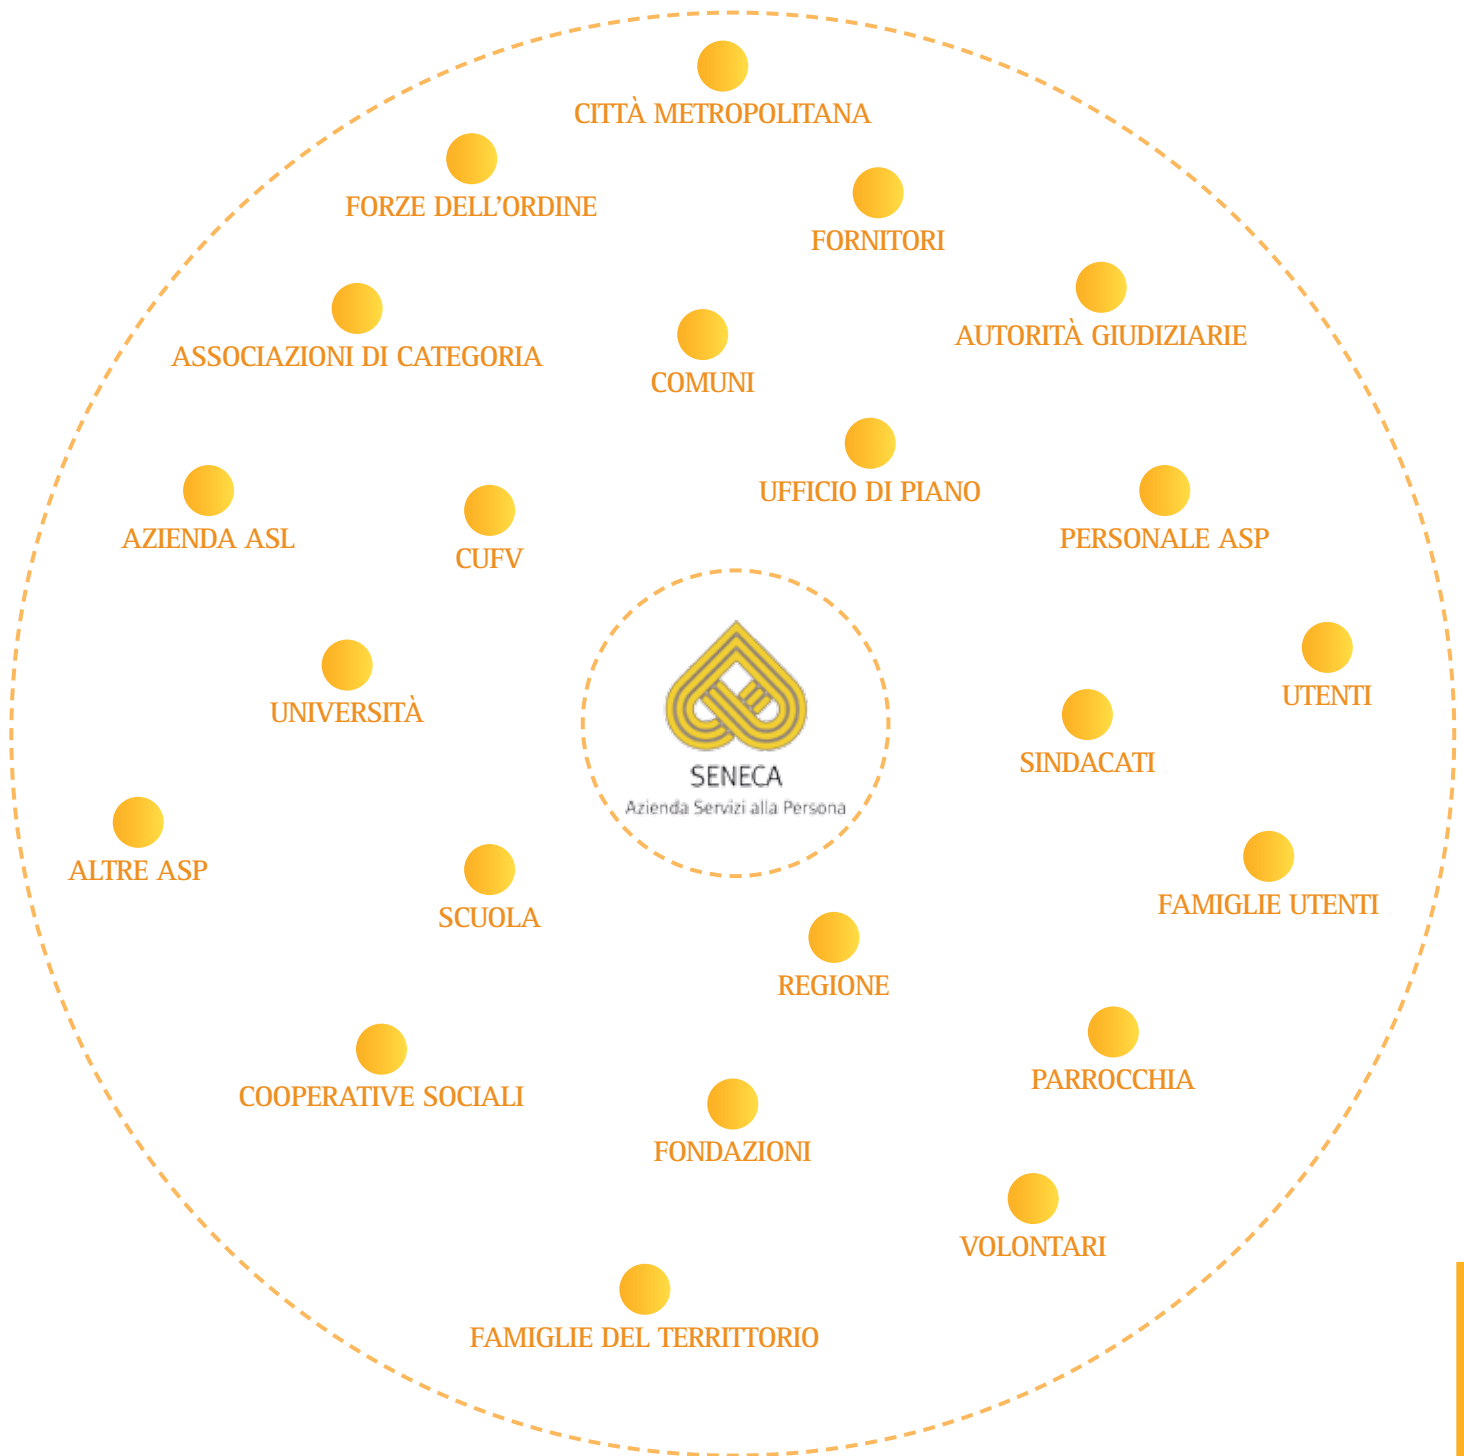 CITTÀ METROPOLITANA
FORZE DELL'ORDINE
FORNITORI
AUTORITÀ GIUDIZIARIE
ASSOCIAZIONI DI CATEGORIA
COMUNI
UFFICIO DI PIANO
AZIENDA ASL
CUFV
PERSONALE ASP
UNIVERSITÀ
UTENTI
SINDACATI
SENECA
Azienda Servizi alla Persona
ALTRE ASP
SCUOLA
FAMIGLIE UTENTI
REGIONE
COOPERATIVE SOCIALI
PARROCCHIA
FONDAZIONI
VOLONTARI
FAMIGLIE DEL TERRITTORIO